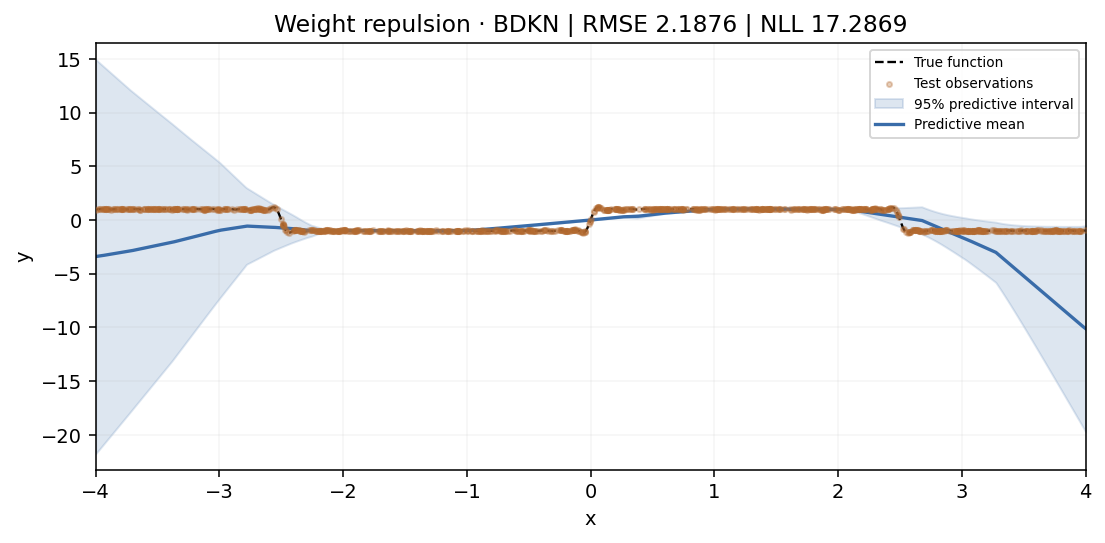 Weight repulsion · BDKN | RMSE 2.1876 | NLL 17.2869
True function
Test observations
95% predictive interval
Predictive mean
y
15
10
5
0
−5
−10
−15
−20
−4
−3
−2
−1
0
1
2
3
4
x